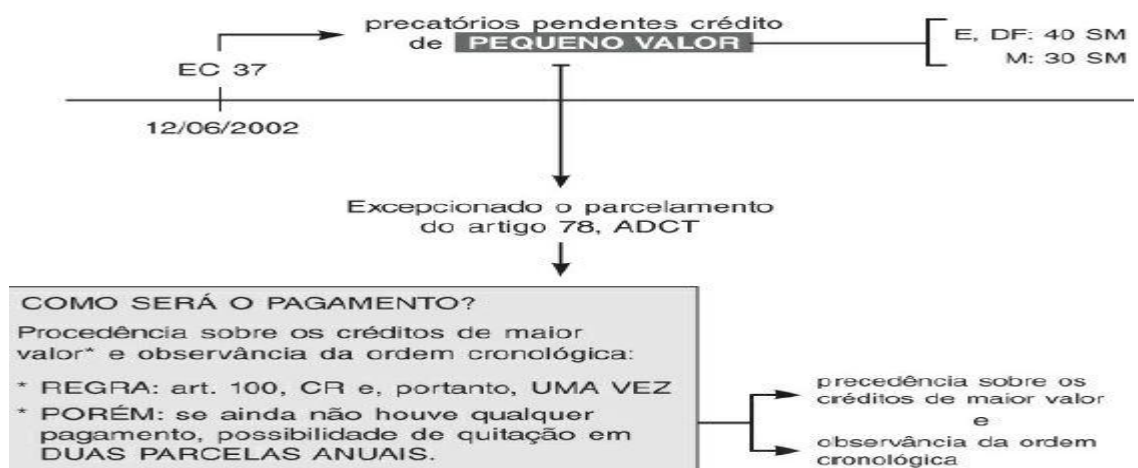 precatórios pendentes crédito
de PEQUENO VALOR
E, DF: 40 SM
M: 30 SM
EC 37
12/06/2002
Excepcionado o parcelamento
do artigo 78, ADCT
COMO SERÁ O PAGAMENTO?
Procedência sobre os créditos de maior
valor* e observância da ordem cronológica:
* REGRA: art. 100, CR e, portanto, UMA VEZ
* PORÉM: se ainda não houve qualquer
pagamento, possibilidade de quitação em
DUAS PARCELAS ANUAIS.
precedência sobre os
créditos de maior valor
e
observância da ordem
cronológica